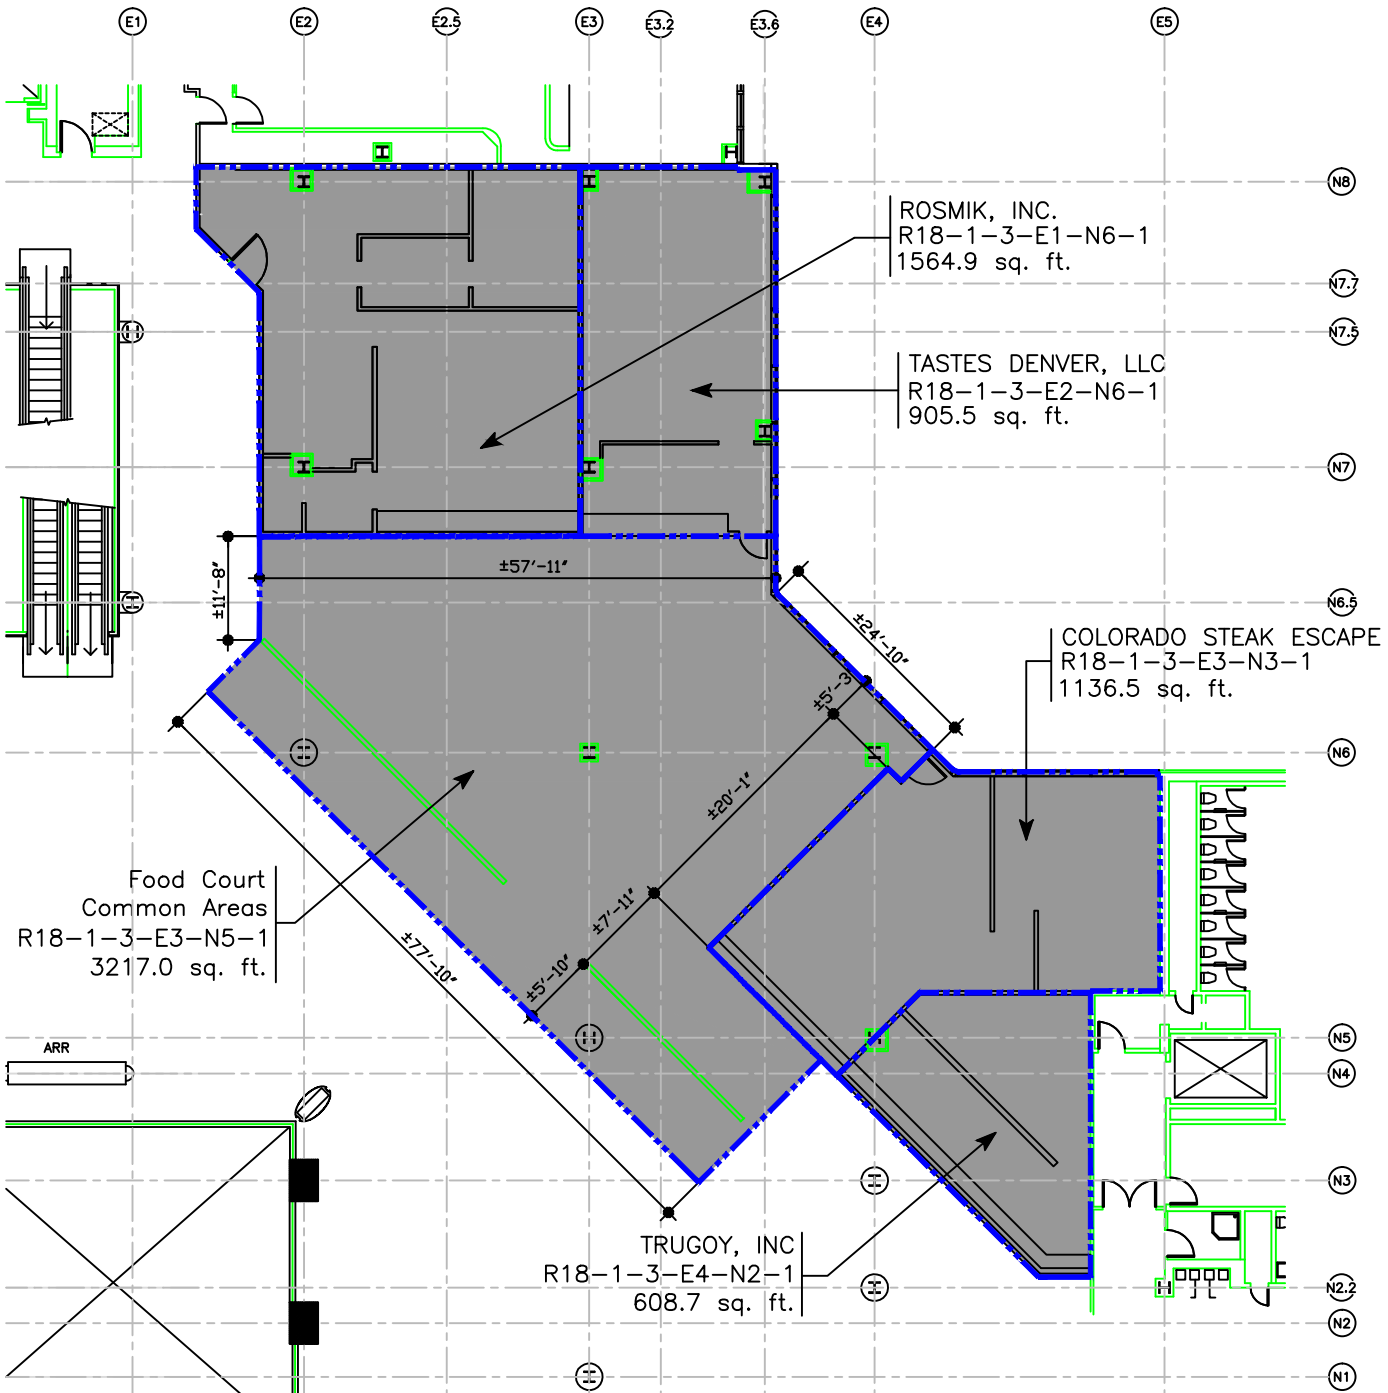 E1
E2
E2.5
E3
E3.2
E3.6
E4
E5
N8
ROSMIK, INC.
R18-1-3-E1-N6-1
1564.9 sq. ft.
N7.7
N7.5
TASTES DENVER, LLC
R18-1-3-E2-N6-1
905.5 sq. ft.
N7
±57'-11"
±11'-8"
N6.5
±24'-10"
COLORADO STEAK ESCAPE
R18-1-3-E3-N3-1
1136.5 sq. ft.
±5'-3
N6
±20'-1"
Food Court
Common Areas
R18-1-3-E3-N5-1
3217.0 sq. ft.
±7'-11"
±77'-10"
±5'-10"
ARR
N5
N4
N3
TRUGOY, INC
R18-1-3-E4-N2-1
608.7 sq. ft.
N2.2
N2
N1